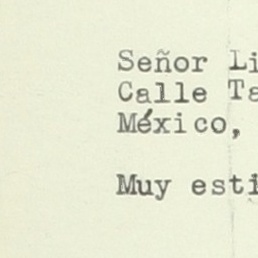 Señor Li
Calle Ta
México,
Muy esti